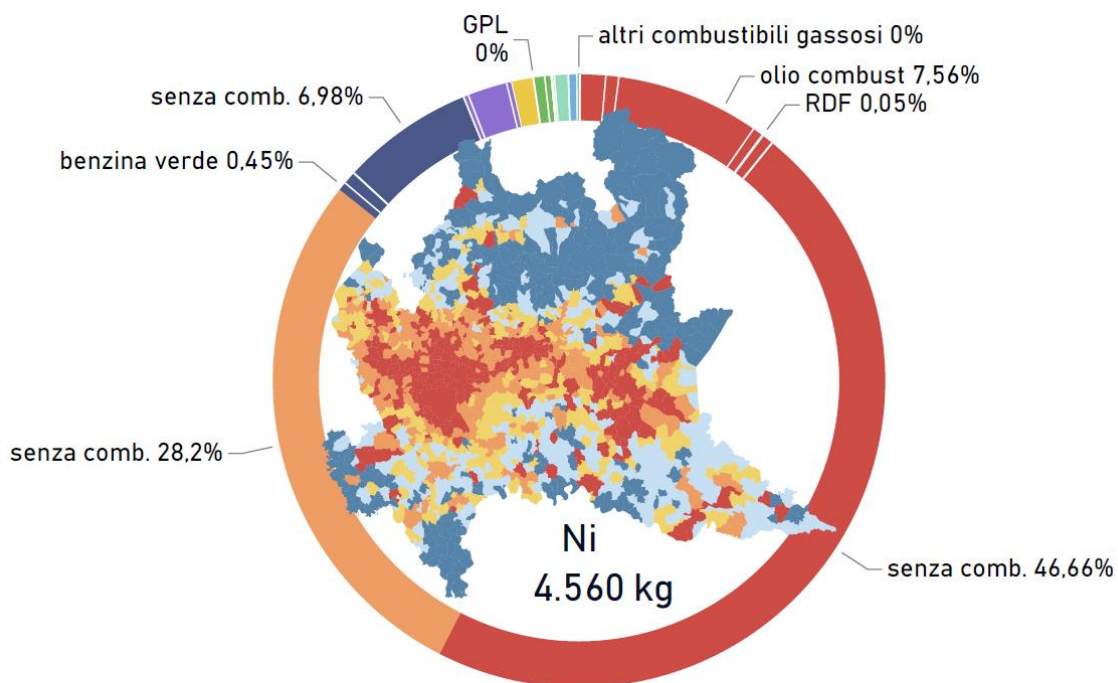 GPL
0%
altri combustibili gassosi 0%
senza comb. 6,98%
olio combust 7,56%
RDF 0,05%
benzina verde 0,45%
senza comb. 28,2%
Ni
4.560 kg
senza comb. 46,66%